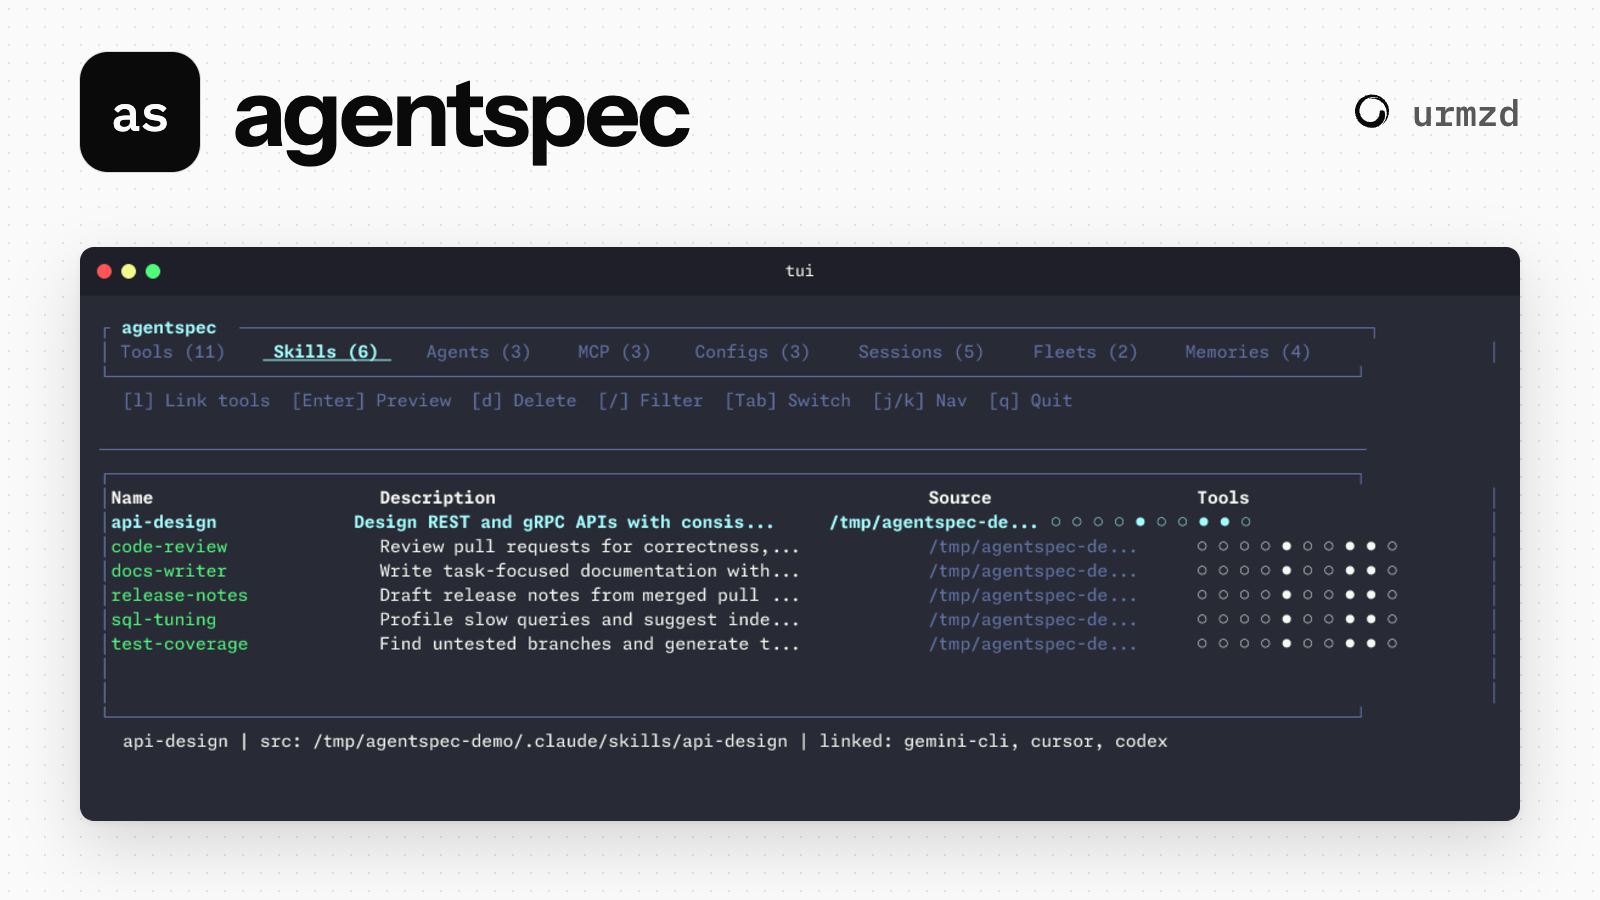 as agentspec
urmzd
tui
agentspec
Tools (11) Skills (6) Agents (3) MCP (3) Configs (3) Sessions (5) Fleets (2) Memories (4)
[l] Link tools [Enter] Preview [d] Delete [/] Filter [Tab] Switch [j/k] Nav [q] Quit
Name Description Source Tools
api-design Design REST and gRPC APIs with consis... /tmp/agentspec-de... ○ ○ ○ ○ ● ○ ○ ● ● ○
code-review Review pull requests for correctness,... /tmp/agentspec-de... ○ ○ ○ ○ ● ○ ○ ● ● ○
docs-writer Write task-focused documentation with... /tmp/agentspec-de... ○ ○ ○ ○ ● ○ ○ ● ● ○
release-notes Draft release notes from merged pull ... /tmp/agentspec-de... ○ ○ ○ ○ ● ○ ○ ● ● ○
sql-tuning Profile slow queries and suggest inde... /tmp/agentspec-de... ○ ○ ○ ○ ● ○ ○ ● ● ○
test-coverage Find untested branches and generate t... /tmp/agentspec-de... ○ ○ ○ ○ ● ○ ○ ● ● ○
api-design | src: /tmp/agentspec-demo/.claude/skills/api-design | linked: gemini-cli, cursor, codex